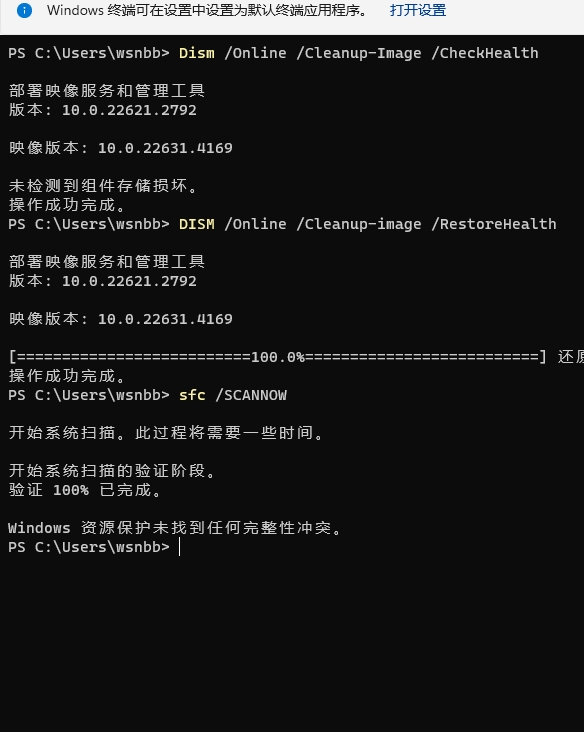 Windows 终端可在设置中设置为默认终端应用程序。 打开设置
PS C:\Users\wsnbb> Dism /Online /Cleanup-Image /CheckHealth
部署映像服务和管理工具
版本: 10.0.22621.2792
映像版本: 10.0.22631.4169
未检测到组件存储损坏。
操作成功完成。
PS C:\Users\wsnbb> DISM /Online /Cleanup-image /RestoreHealth
部署映像服务和管理工具
版本: 10.0.22621.2792
映像版本: 10.0.22631.4169
[==========================100.0%==========================] 还原
操作成功完成。
PS C:\Users\wsnbb> sfc /SCANNOW
开始系统扫描。此过程将需要一些时间。
开始系统扫描的验证阶段。
验证 100% 已完成。
Windows 资源保护未找到任何完整性冲突。
PS C:\Users\wsnbb>